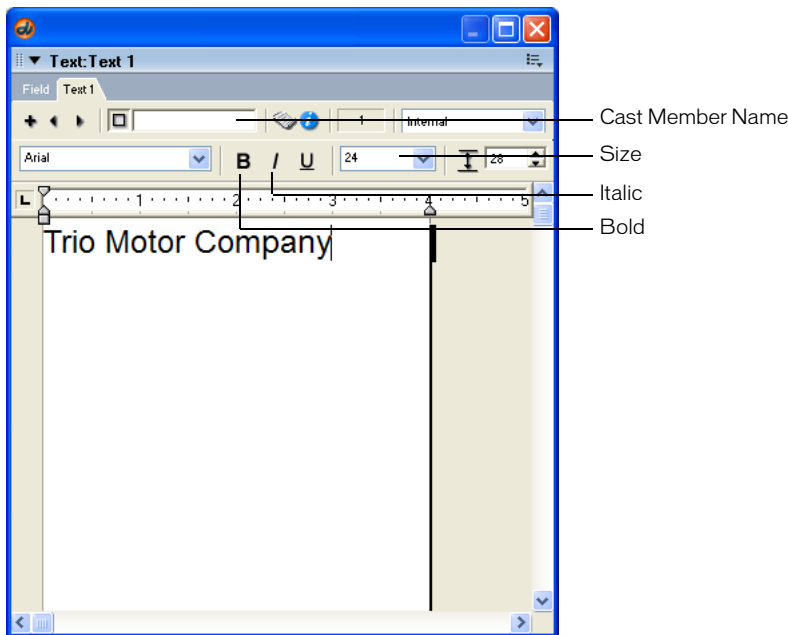 Text:Text 1
Field Text 1
1 Internal Cast Member Name
Arial B I U 24 28 Size
Italic
L 1 2 3 4 5
Bold
Trio Motor Company